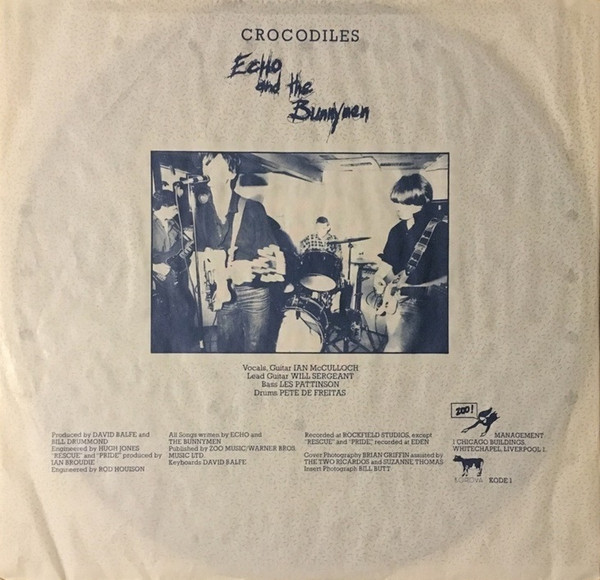 CROCODILES
Echo
and the
Bunnymen
Vocals, Guitar IAN McCULLOCH
Lead Guitar WILL SERGEANT
Bass LES PATTINSON
Drums PETE DE FREITAS
Produced by DAVID BALFE and
BILL DRUMMOND
Engineered by HUGH JONES
"RESCUE" and "PRIDE" produced by
IAN BROUDIE
Engineered by ROD HOUISON
All Songs written by ECHO and
THE BUNNYMEN
Published by ZOO MUSIC/WARNER BROS.
MUSIC LTD.
Keyboards DAVID BALFE
Recorded at ROCKFIELD STUDIOS, except
"RESCUE" and "PRIDE," recorded at EDEN
Cover Photography BRIAN GRIFFIN assisted by
THE TWO RICARDOS and SUZANNE THOMAS
Insert Photograph BILL BUTT
ZOO!
MANAGEMENT
1 CHICAGO BUILDINGS,
WHITECHAPEL, LIVERPOOL 1.
KOROVA KODE 1